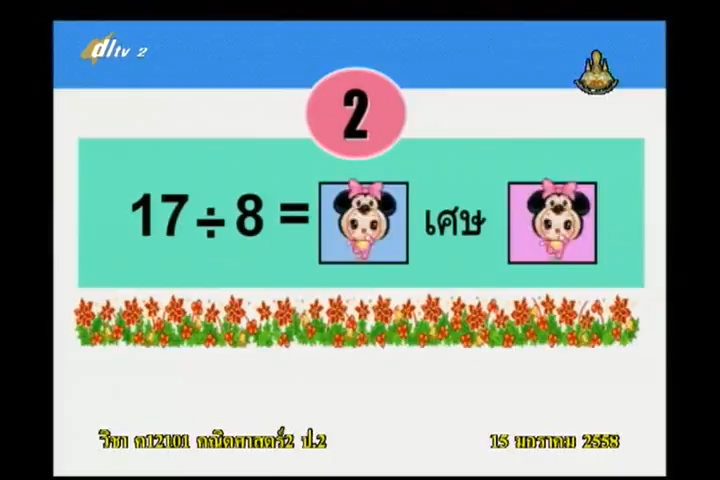 dltv 2
2
17÷8= เศษ
วิชา ค12101 คณิตศาสตร์2 ป.2
15 มกราคม 2558